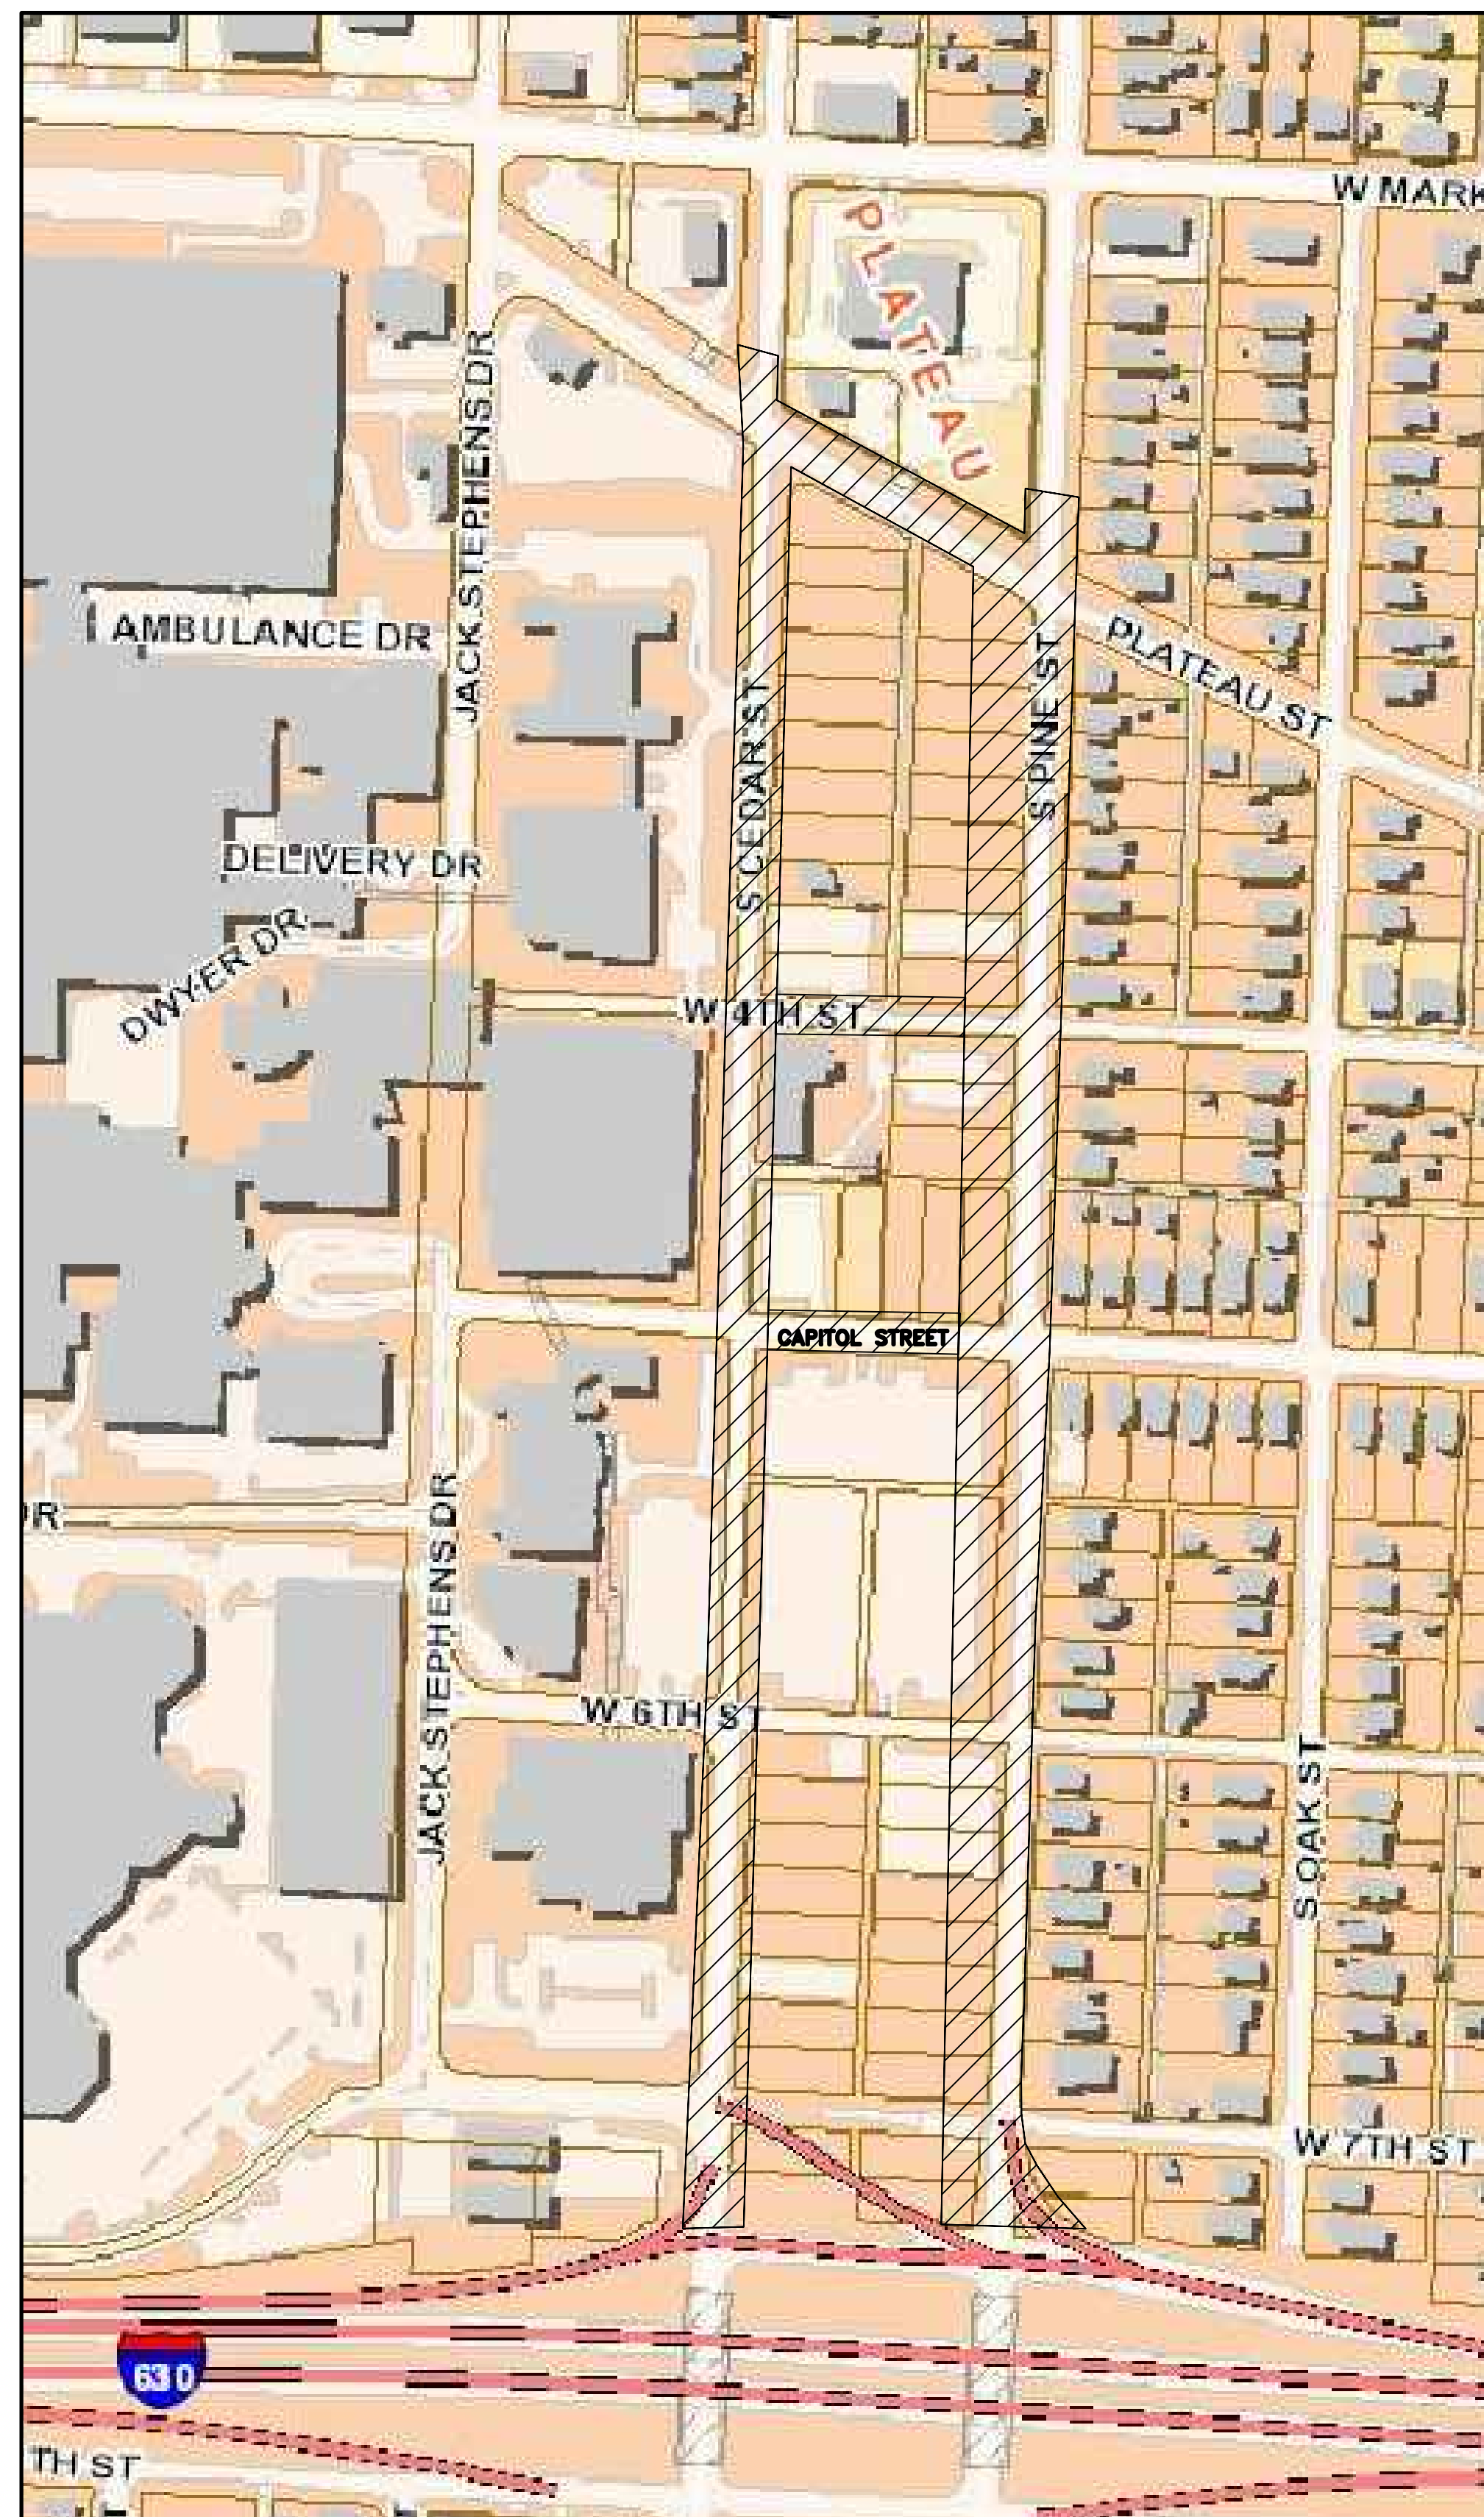 W MARK
PLATEAU
JACK STEPHENS DR
AMBULANCE DR
PLATEAU ST
S PINE ST
S CEDAR ST
DELIVERY DR
DWYER DR
W 4TH ST
CAPITOL STREET
DR
JACK STEPHENS DR
W 6TH ST
S OAK ST
W 7TH ST
630
TH ST